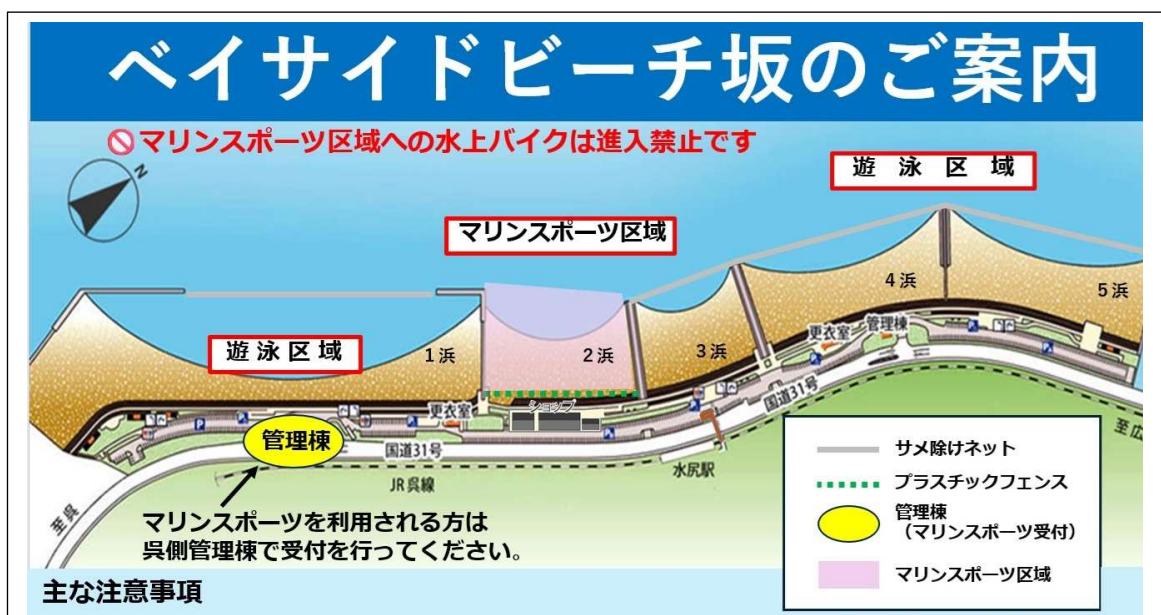 ベイサイドビーチ坂のご案内
マリンスポーツ区域への水上バイクは進入禁止です
N
遊泳区域
マリンスポーツ区域
4浜
5浜
遊泳区域
1浜
2浜
3浜
更衣室
管理棟
更衣室
ショップ
P
管理棟
国道31号
国道31号
水尻駅
JR呉線
至呉
至広
マリンスポーツを利用される方は
呉側管理棟で受付を行ってください。
サメ除けネット
プラスチックフェンス
管理棟
(マリンスポーツ受付)
マリンスポーツ区域
主な注意事項